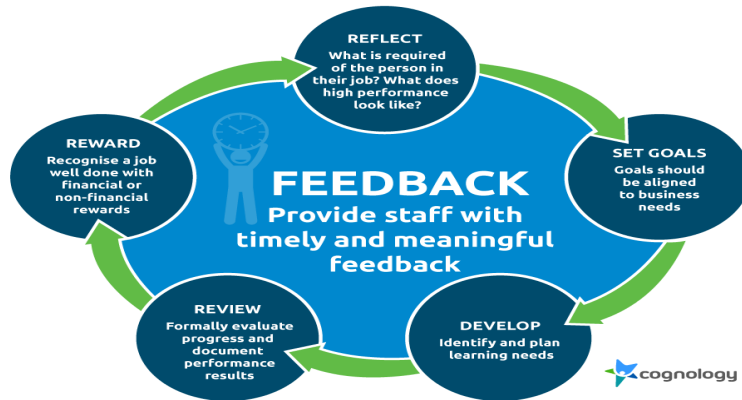 REFLECT
What is required
of the person in
their job? What does
high performance
look like?
SET GOALS
Goals should
be aligned
to business
needs
DEVELOP
Identify and plan
learning needs
REVIEW
Formally evaluate
progress and
document
performance
results
REWARD
Recognise a job
well done with
financial or
non-financial
rewards
FEEDBACK
Provide staff with
timely and meaningful
feedback
cognology